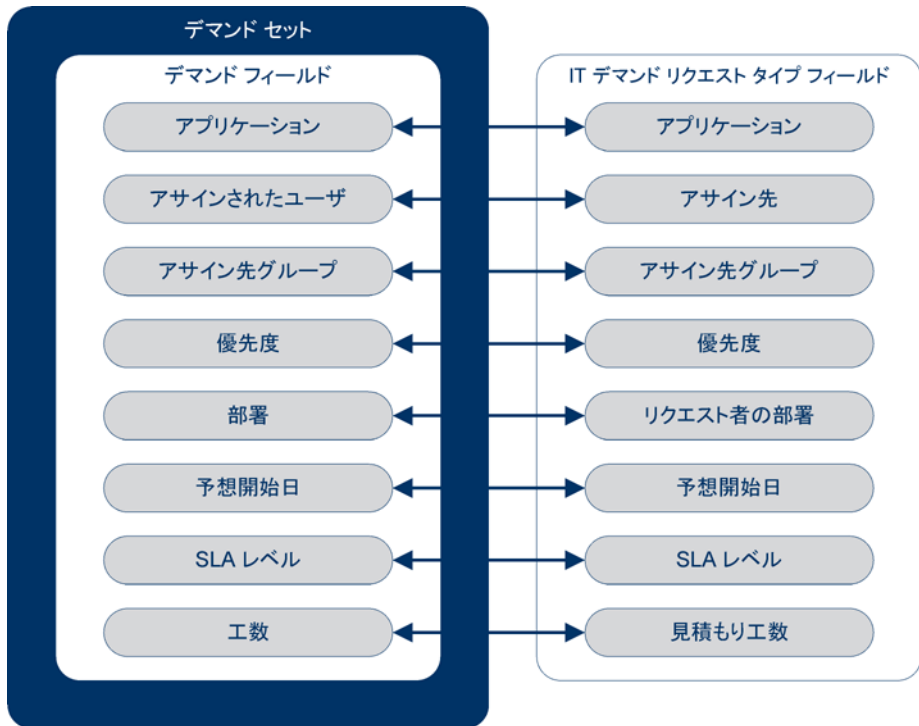 デマンド セット
デマンド フィールド
IT デマンド リクエスト タイプ フィールド
アプリケーション
アプリケーション
アサインされたユーザ
アサイン先
アサイン先グループ
アサイン先グループ
優先度
優先度
部署
リクエスト者の部署
予想開始日
予想開始日
SLA レベル
SLA レベル
工数
見積もり工数